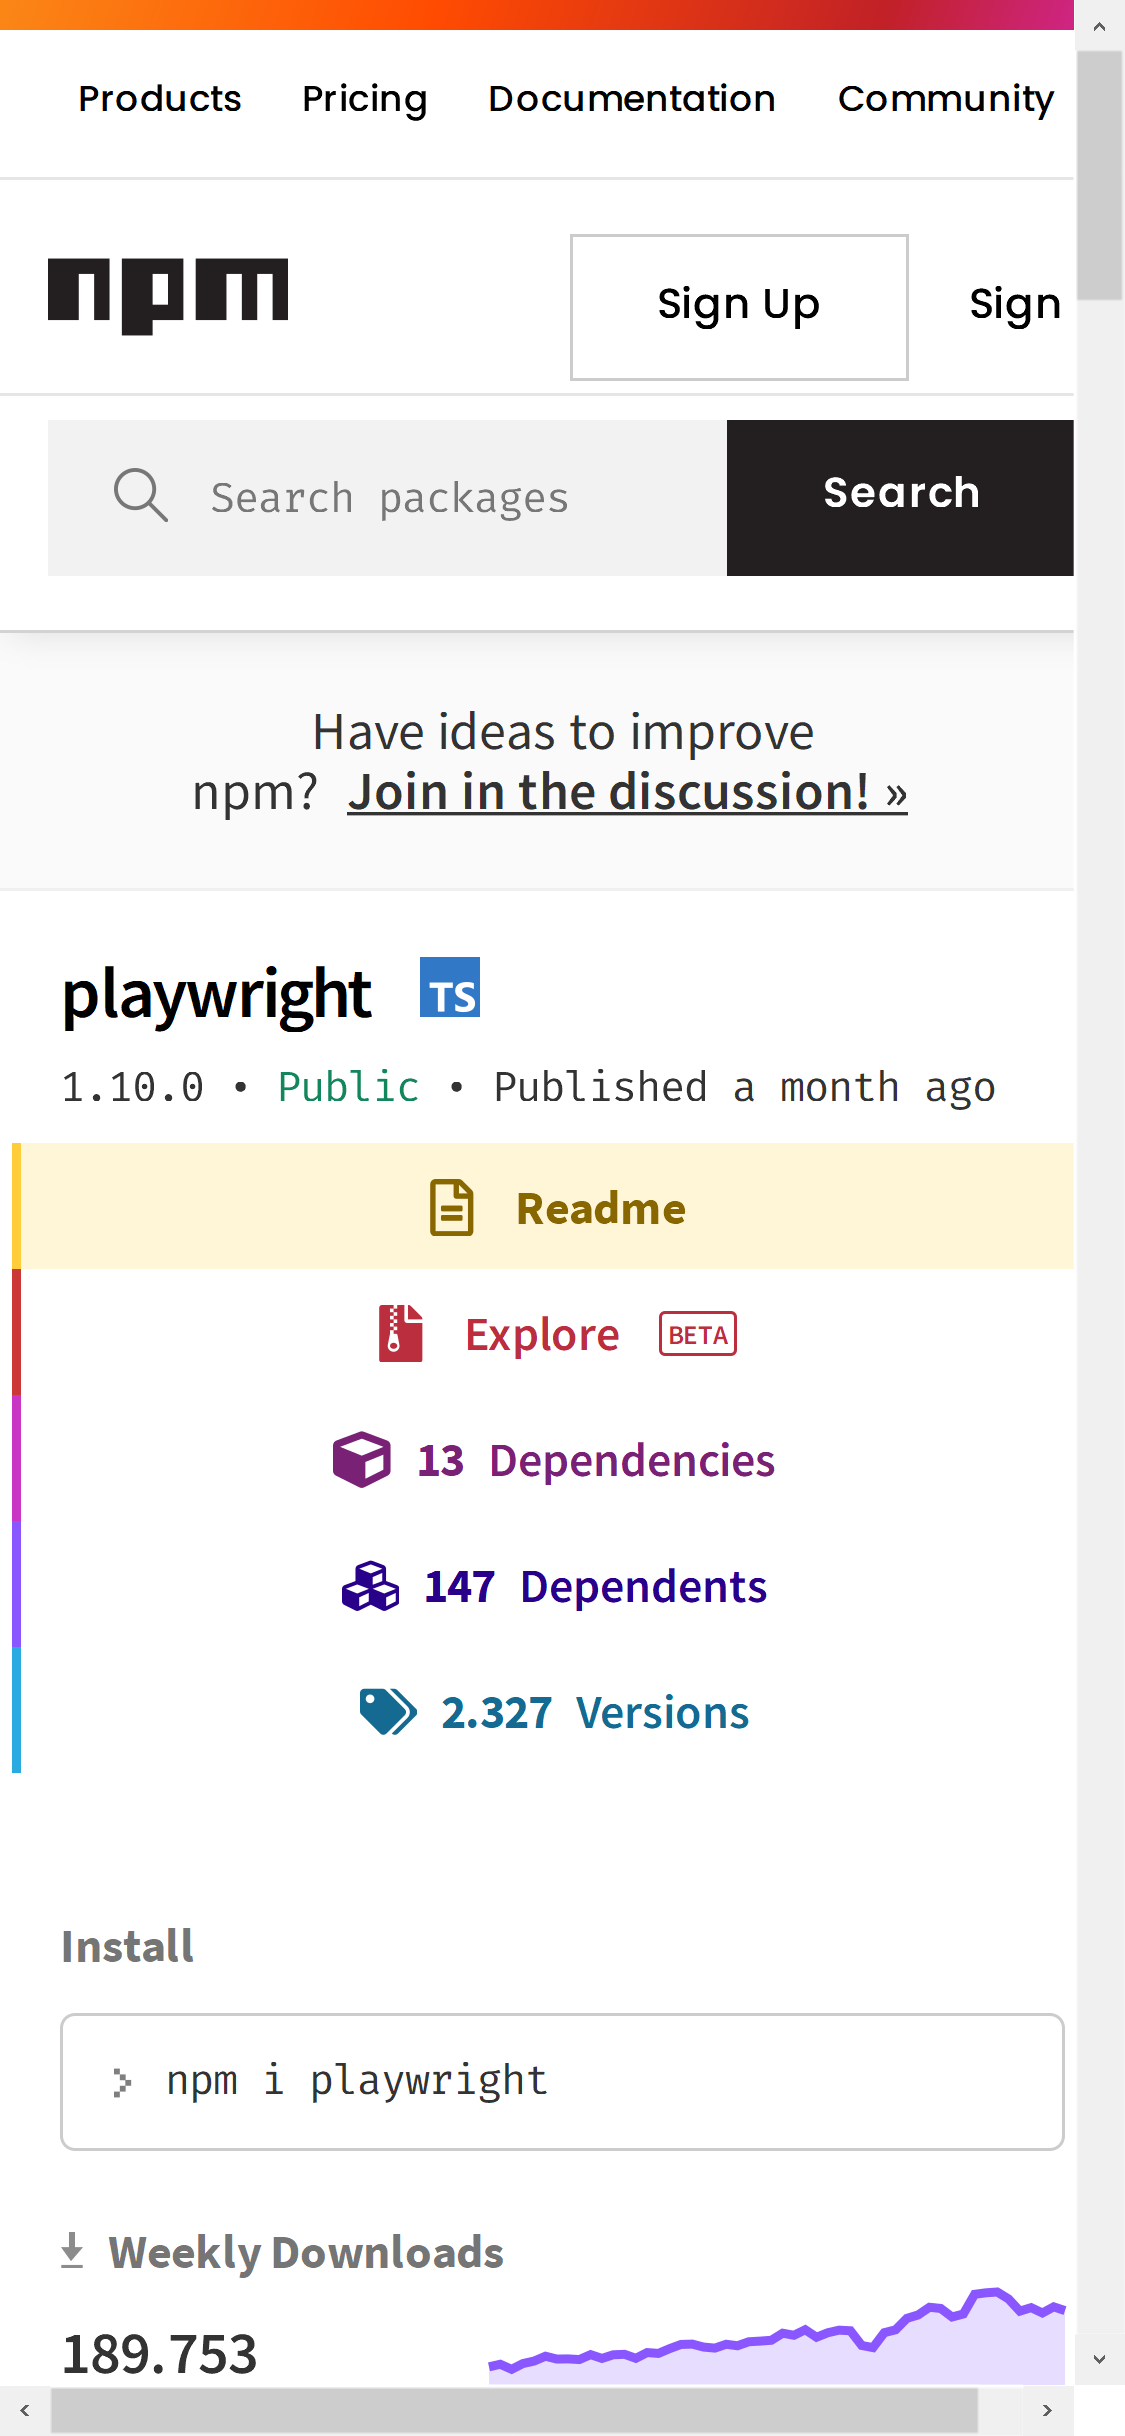 Products Pricing Documentation Community
npm
Sign Up Sign
Search packages Search
Have ideas to improve
npm? Join in the discussion! »
playwright TS
1.10.0 • Public • Published a month ago
Readme
Explore BETA
13 Dependencies
147 Dependents
2.327 Versions
Install
npm i playwright
Weekly Downloads
189.753